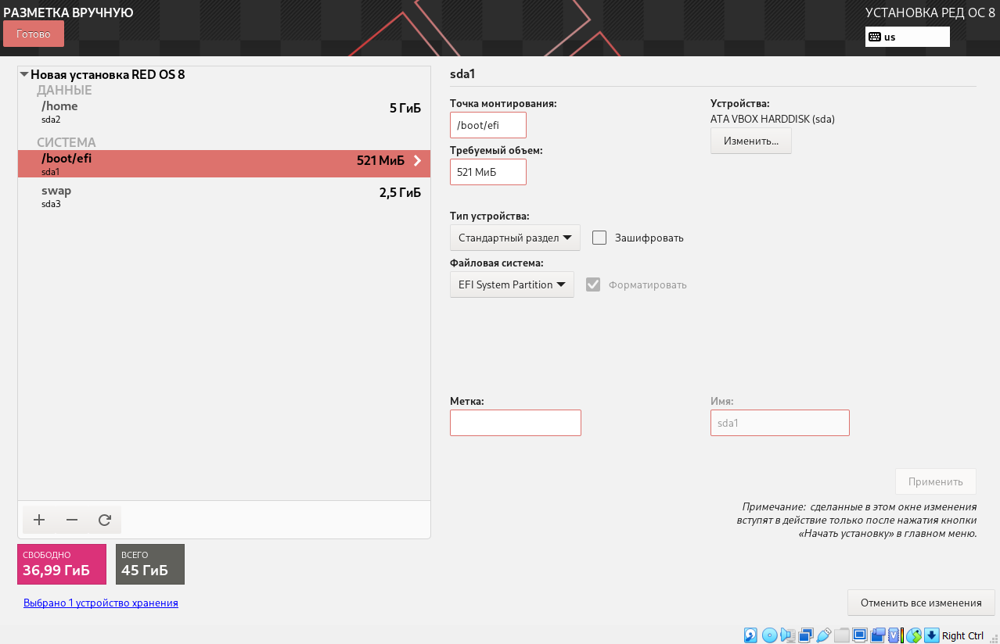 РАЗМЕТКА ВРУЧНУЮ
Готово
УСТАНОВКА РЕД ОС 8
us
Новая установка RED OS 8
ДАННЫЕ
/home
5 ГиБ
sda2
СИСТЕМА
/boot/efi
521 МиБ
sda1
swap
2,5 ГиБ
sda3
СВОБОДНО
36,99 ГиБ
ВСЕГО
45 ГиБ
Выбрано 1 устройство хранения
sda1
Точка монтирования:
/boot/efi
Требуемый объем:
521 МиБ
Устройства:
ATA VBOX HARDDISK (sda)
Изменить...
Тип устройства:
Стандартный раздел
Зашифровать
Файловая система:
EFI System Partition
Форматировать
Метка:
Имя:
sda1
Применить
Примечание: сделанные в этом окне изменения
вступят в действие только после нажатия кнопки
«Начать установку» в главном меню.
Отменить все изменения
Right Ctrl